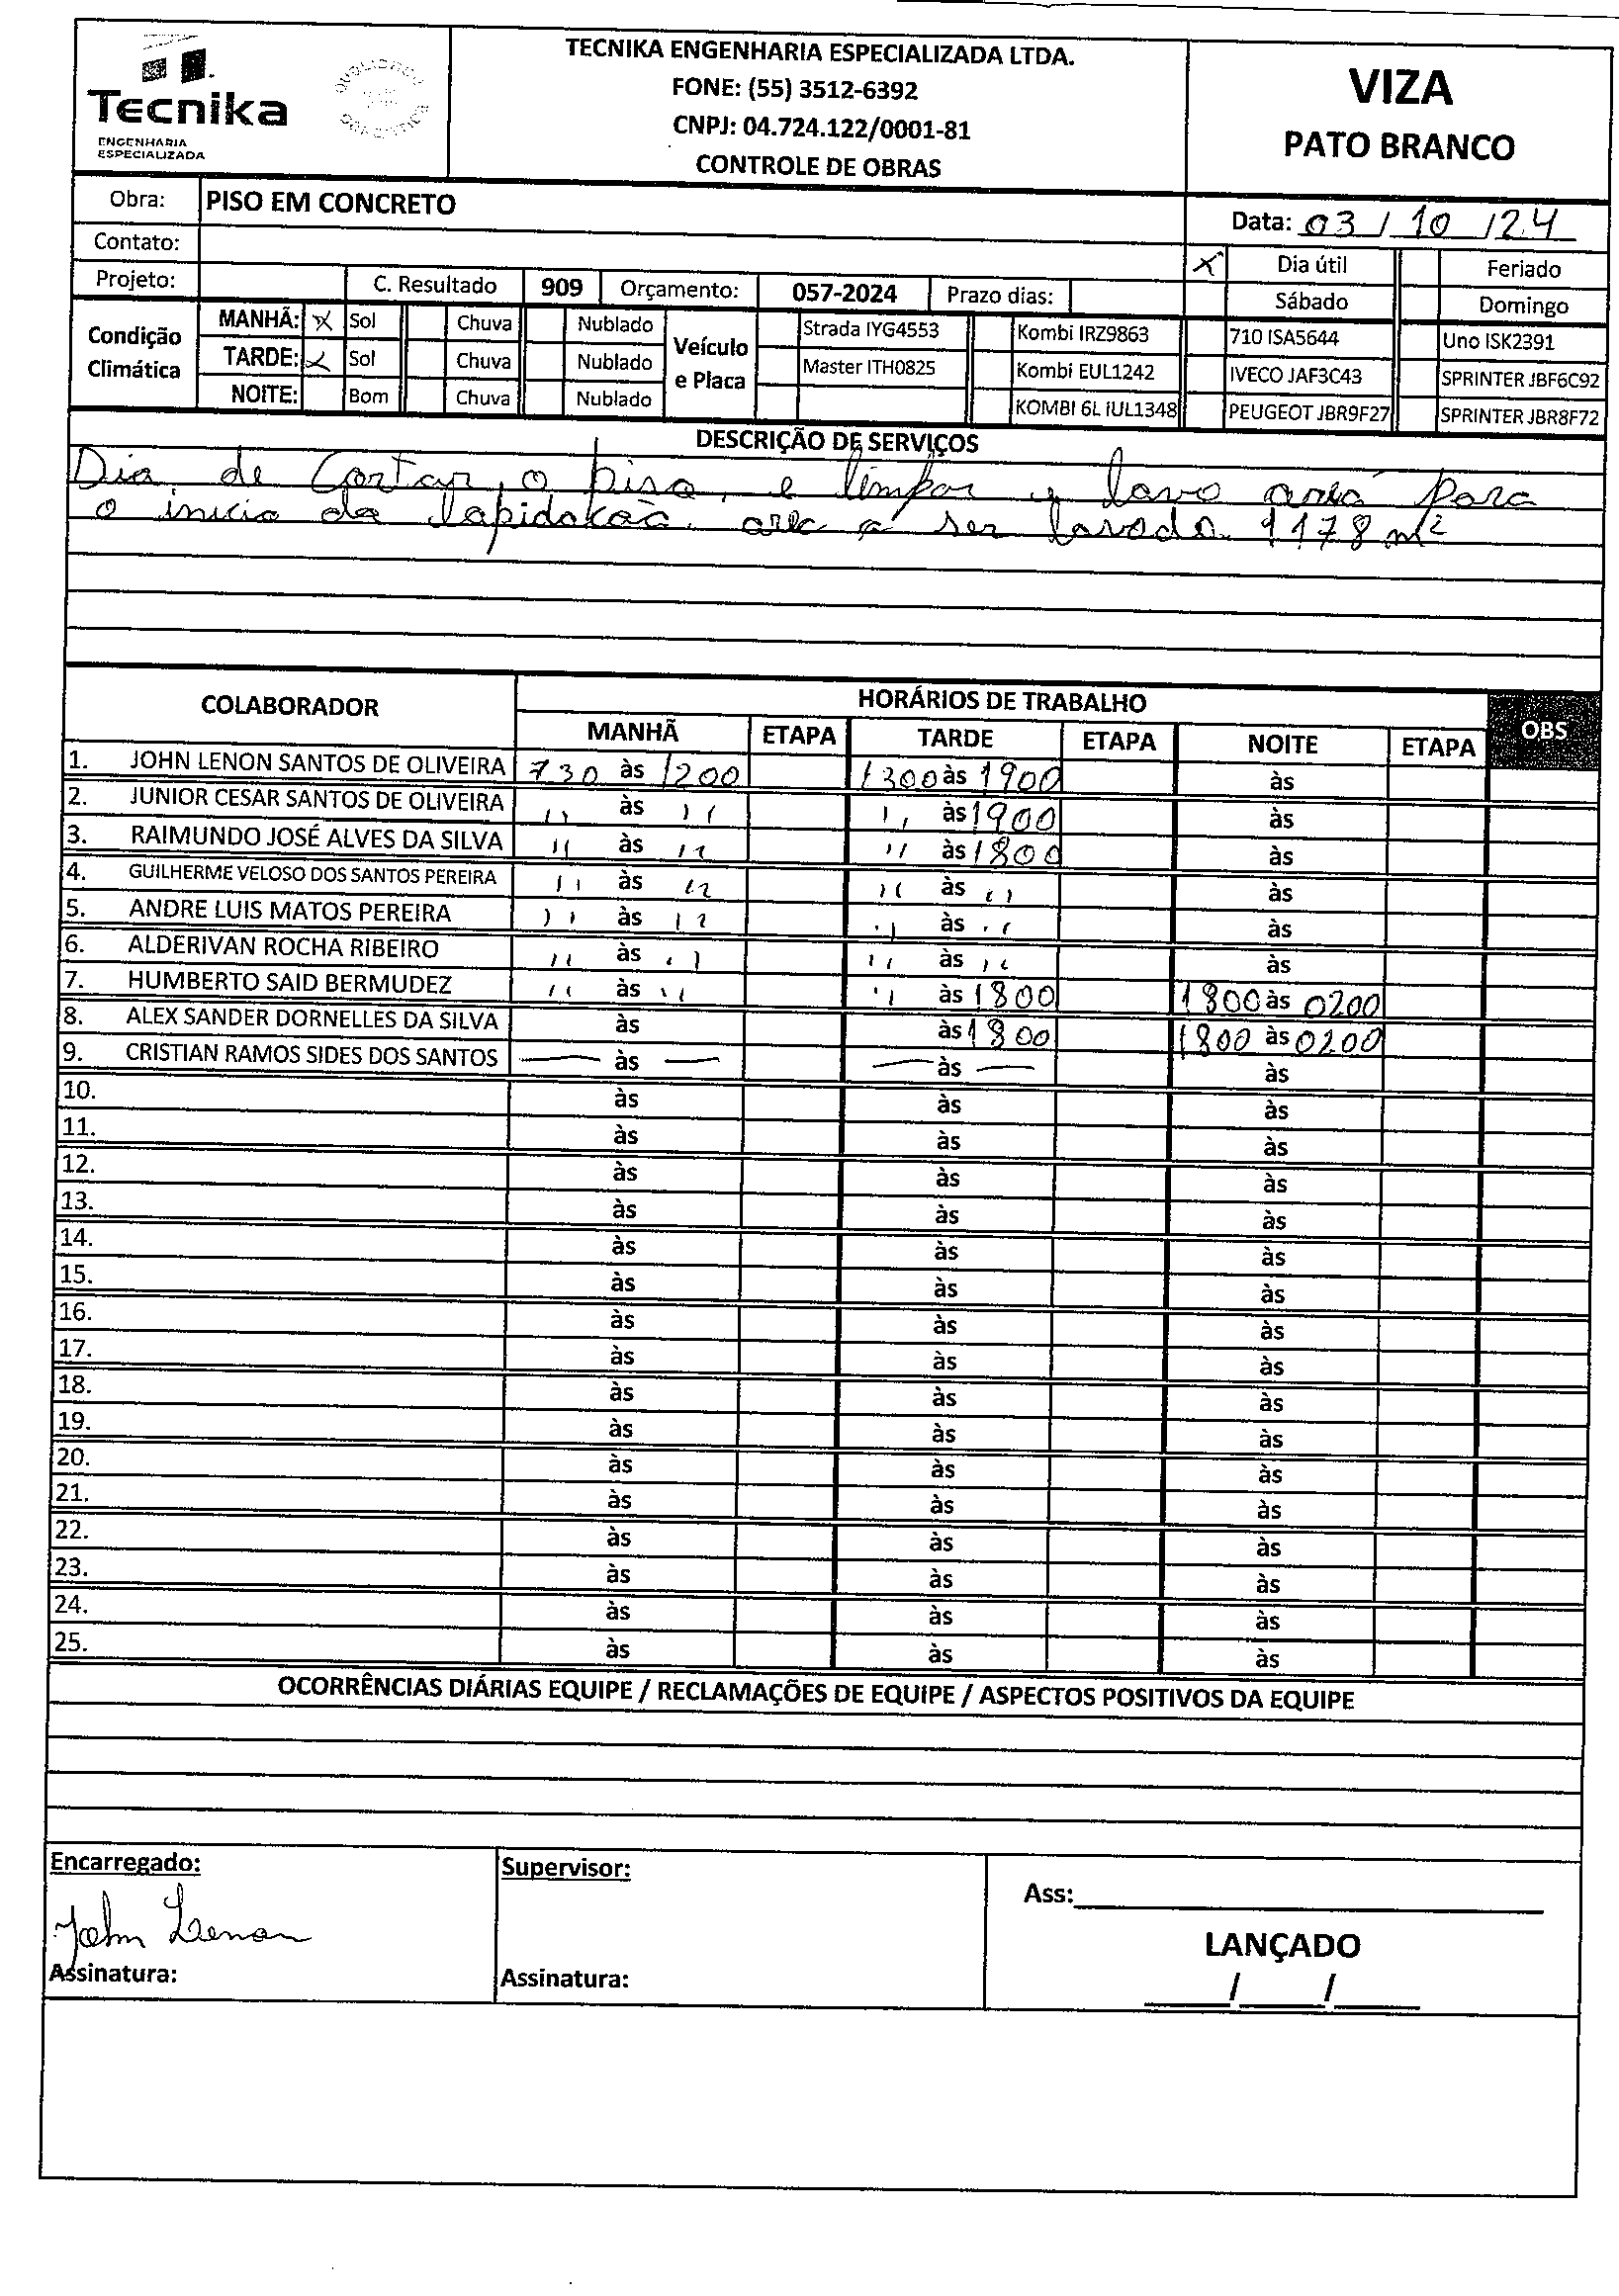 Tecnika
ENGENHARIA
ESPECIALIZADA
TECNIKA ENGENHARIA ESPECIALIZADA LTDA.
FONE: (55) 3512-6392
CNPJ: 04.724.122/0001-81
CONTROLE DE OBRAS
VIZA
PATO BRANCO
Obra: PISO EM CONCRETO
Data: 03 / 10 / 24
Contato:
X Dia útil Feriado
Projeto: C. Resultado 909 Orçamento: 057-2024 Prazo dias: Sábado Domingo
Condição Climática
MANHÃ: X Sol Chuva Nublado
TARDE: X Sol Chuva Nublado
NOITE: Bom Chuva Nublado
Veículo e Placa
Strada IYG4553 Kombi IRZ9863 710 ISA5644 Uno ISK2391
Master ITH0825 Kombi EUL1242 IVECO JAF3C43 SPRINTER JBF6C92
KOMBI 6L IUL1348 PEUGEOT JBR9F27 SPRINTER JBR8F72
DESCRIÇÃO DE SERVIÇOS
Dia de Cortar o piso, e limpar lavo area para
o inicio da lapidakão. area a ser lavado 1178 m²
COLABORADOR HORÁRIOS DE TRABALHO OBS
MANHÃ ETAPA TARDE ETAPA NOITE ETAPA
1. JOHN LENON SANTOS DE OLIVEIRA 730 às 1200 1300 às 1900 às
2. JUNIOR CESAR SANTOS DE OLIVEIRA '' às '' '' às 1900 às
3. RAIMUNDO JOSÉ ALVES DA SILVA '' às '' '' às 1800 às
4. GUILHERME VELOSO DOS SANTOS PEREIRA '' às '' '' às '' às
5. ANDRE LUIS MATOS PEREIRA '' às '' '' às '' às
6. ALDERIVAN ROCHA RIBEIRO '' às '' '' às '' às
7. HUMBERTO SAID BERMUDEZ '' às '' '' às 1800 1800 às 0200
8. ALEX SANDER DORNELLES DA SILVA às às 1800 1800 às 0200
9. CRISTIAN RAMOS SIDES DOS SANTOS — às — — às — às
10. às às às
11. às às às
12. às às às
13. às às às
14. às às às
15. às às às
16. às às às
17. às às às
18. às às às
19. às às às
20. às às às
21. às às às
22. às às às
23. às às às
24. às às às
25. às às às
OCORRÊNCIAS DIÁRIAS EQUIPE / RECLAMAÇÕES DE EQUIPE / ASPECTOS POSITIVOS DA EQUIPE
Encarregado: Supervisor: Ass:
John Lenon
LANÇADO
Assinatura: Assinatura: / /